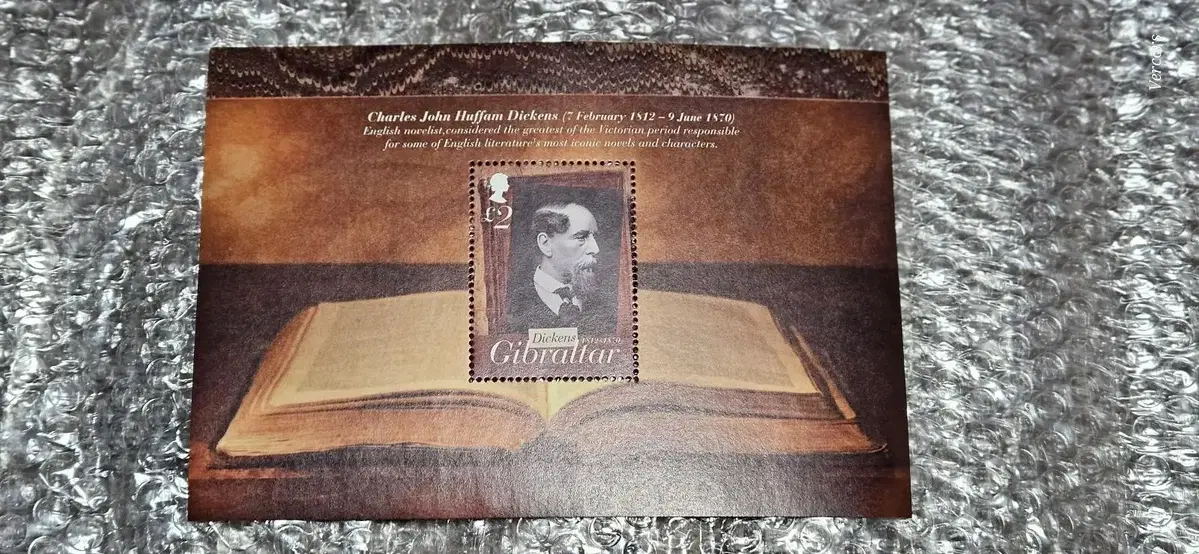 Charles John Huffam Dickens (7 February 1812 – 9 June 1870)
English novelist,considered the greatest of the Victorian period responsible
for some of English literature's most iconic novels and characters.
£2
Dickens 1812-1870
Gibraltar
vercoirs